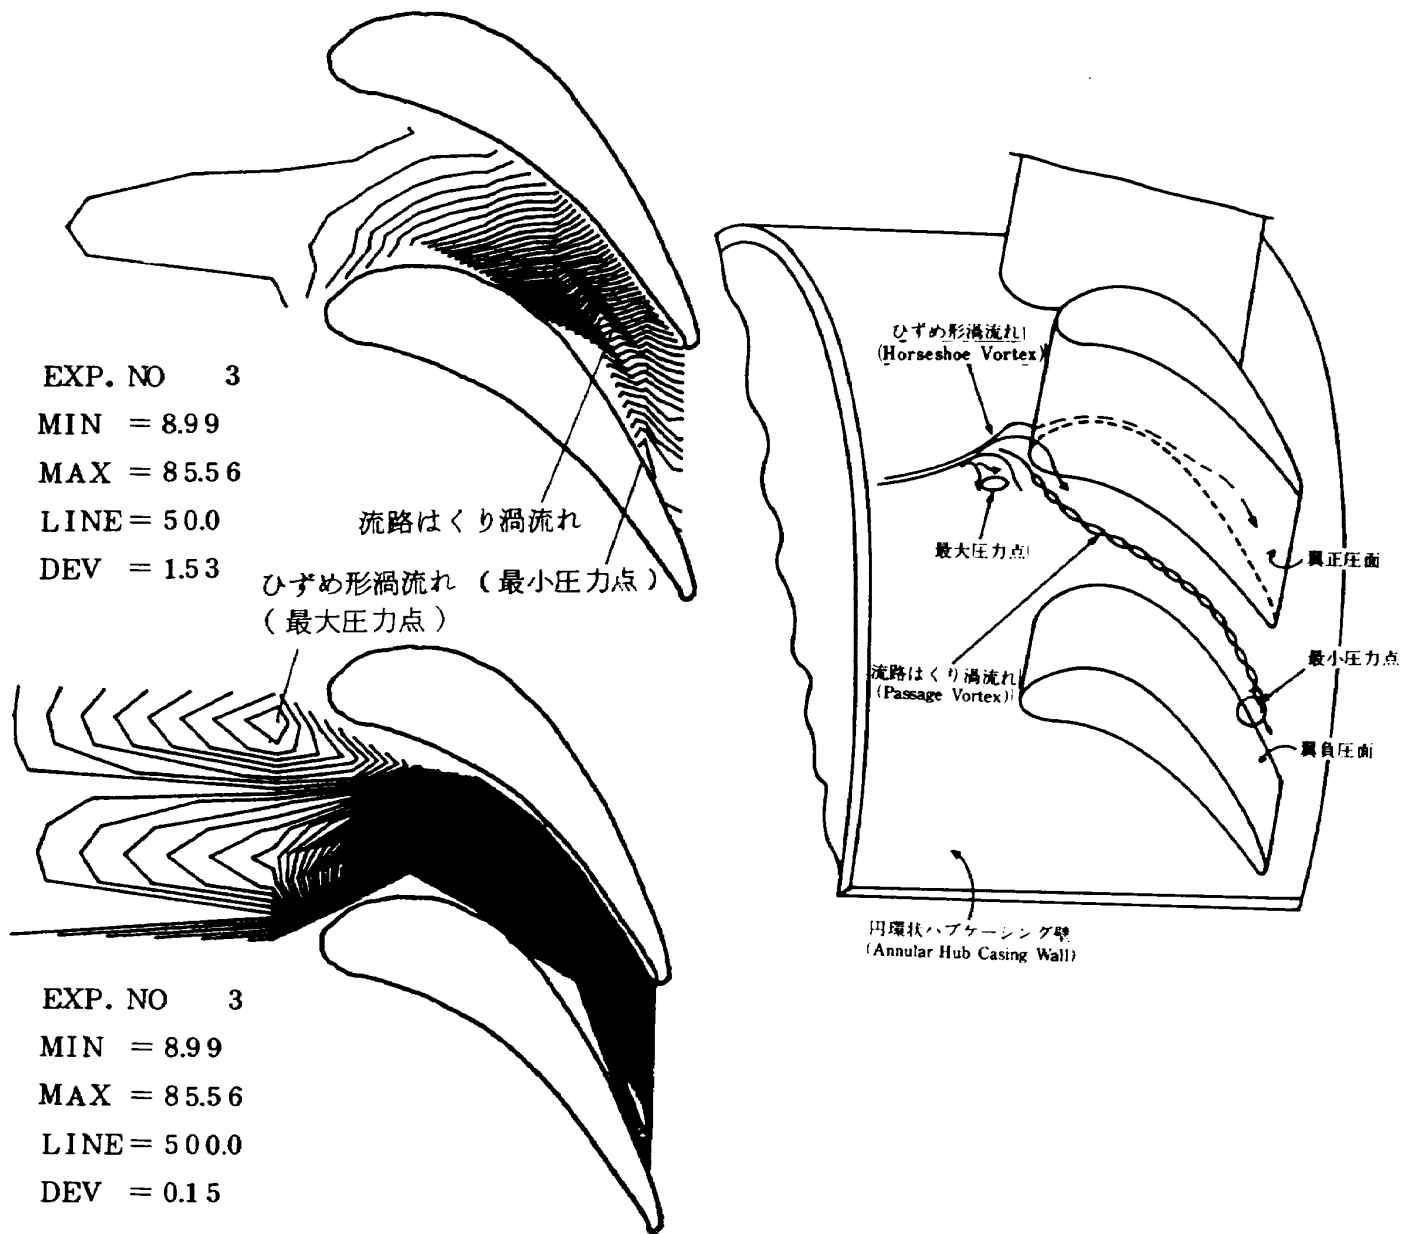 EXP. NO 3
MIN = 8.99
MAX = 85.56
LINE = 50.0
DEV = 1.53
流路はくり渦流れ
ひずめ形渦流れ (最小圧力点)
(最大圧力点)
EXP. NO 3
MIN = 8.99
MAX = 85.56
LINE = 500.0
DEV = 0.15
ひずめ形渦流れ
(Horseshoe Vortex)
最大圧力点
翼正圧面
流路はくり渦流れ
(Passage Vortex)
最小圧力点
翼負圧面
円環状ハブケーシング壁
(Annular Hub Casing Wall)